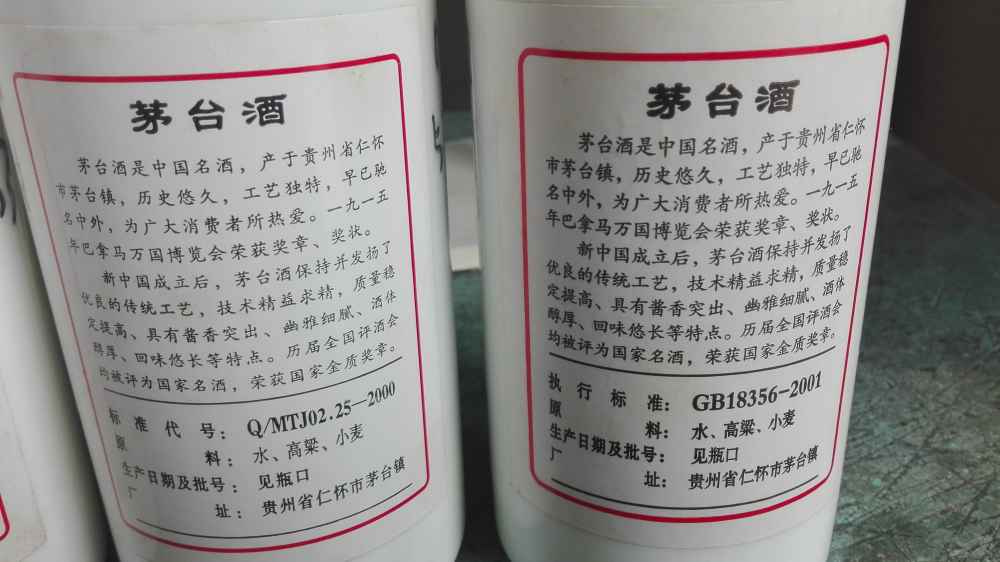 茅台酒
茅台酒是中国名酒，产于贵州省仁怀
市茅台镇，历史悠久，工艺独特，早已驰
名中外，为广大消费者所热爱。一九一五
年巴拿马万国博览会荣获奖章、奖状。
新中国成立后，茅台酒保持并发扬了
优良的传统工艺，技术精益求精，质量稳
定提高、具有酱香突出、幽雅细腻、酒体
醇厚、回味悠长等特点。历届全国评酒会
均被评为国家名酒，荣获国家金质奖章。
标准代号：Q/MTJ02.25-2000
原料：水、高粱、小麦
生产日期及批号：见瓶口
厂址：贵州省仁怀市茅台镇
茅台酒
茅台酒是中国名酒，产于贵州省仁怀
市茅台镇，历史悠久，工艺独特，早已驰
名中外，为广大消费者所热爱。一九一五
年巴拿马万国博览会荣获奖章、奖状。
新中国成立后，茅台酒保持并发扬了
优良的传统工艺，技术精益求精，质量稳
定提高、具有酱香突出、幽雅细腻、酒体
醇厚、回味悠长等特点。历届全国评酒会
均被评为国家名酒，荣获国家金质奖章。
执行标准：GB18356-2001
原料：水、高粱、小麦
生产日期及批号：见瓶口
厂址：贵州省仁怀市茅台镇